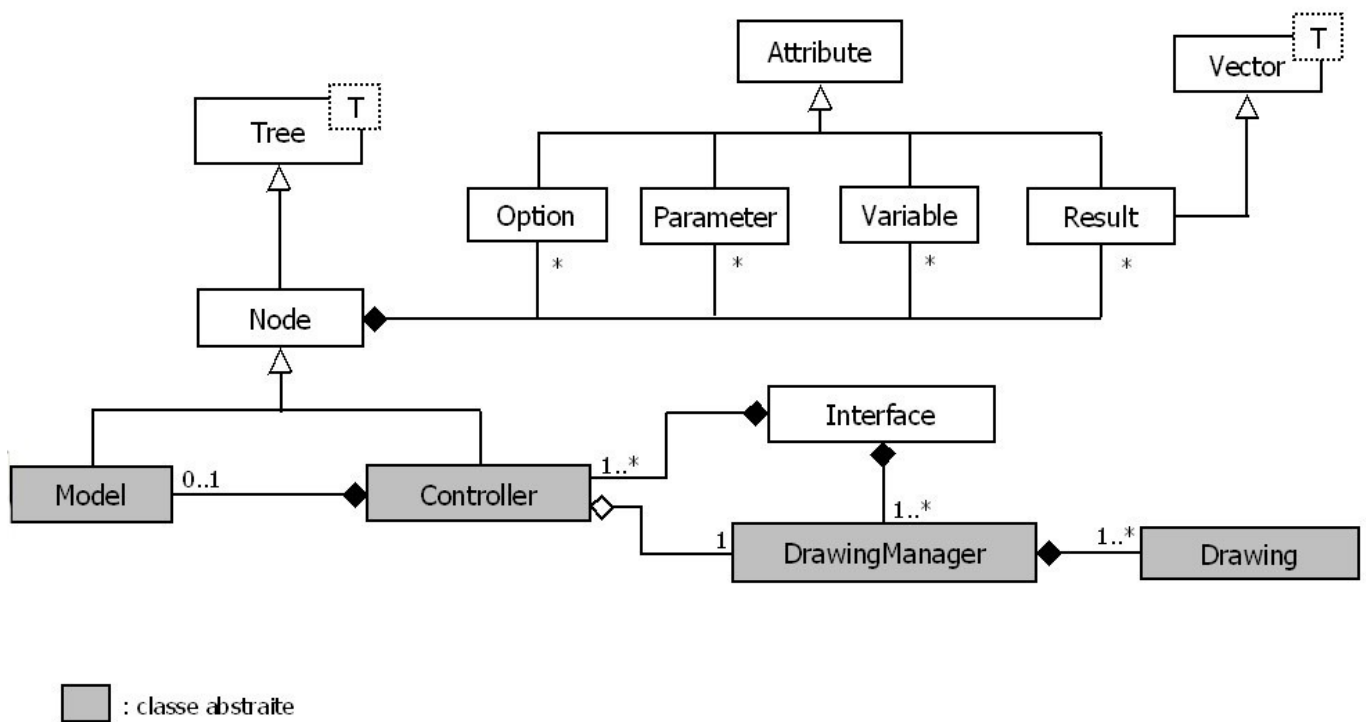 Attribute
T
Vector
T
Tree
Option
Parameter
Variable
Result
*
*
*
*
Node
Interface
0..1
1..*
Model
Controller
1..*
1
DrawingManager
1..*
Drawing
: classe abstraite